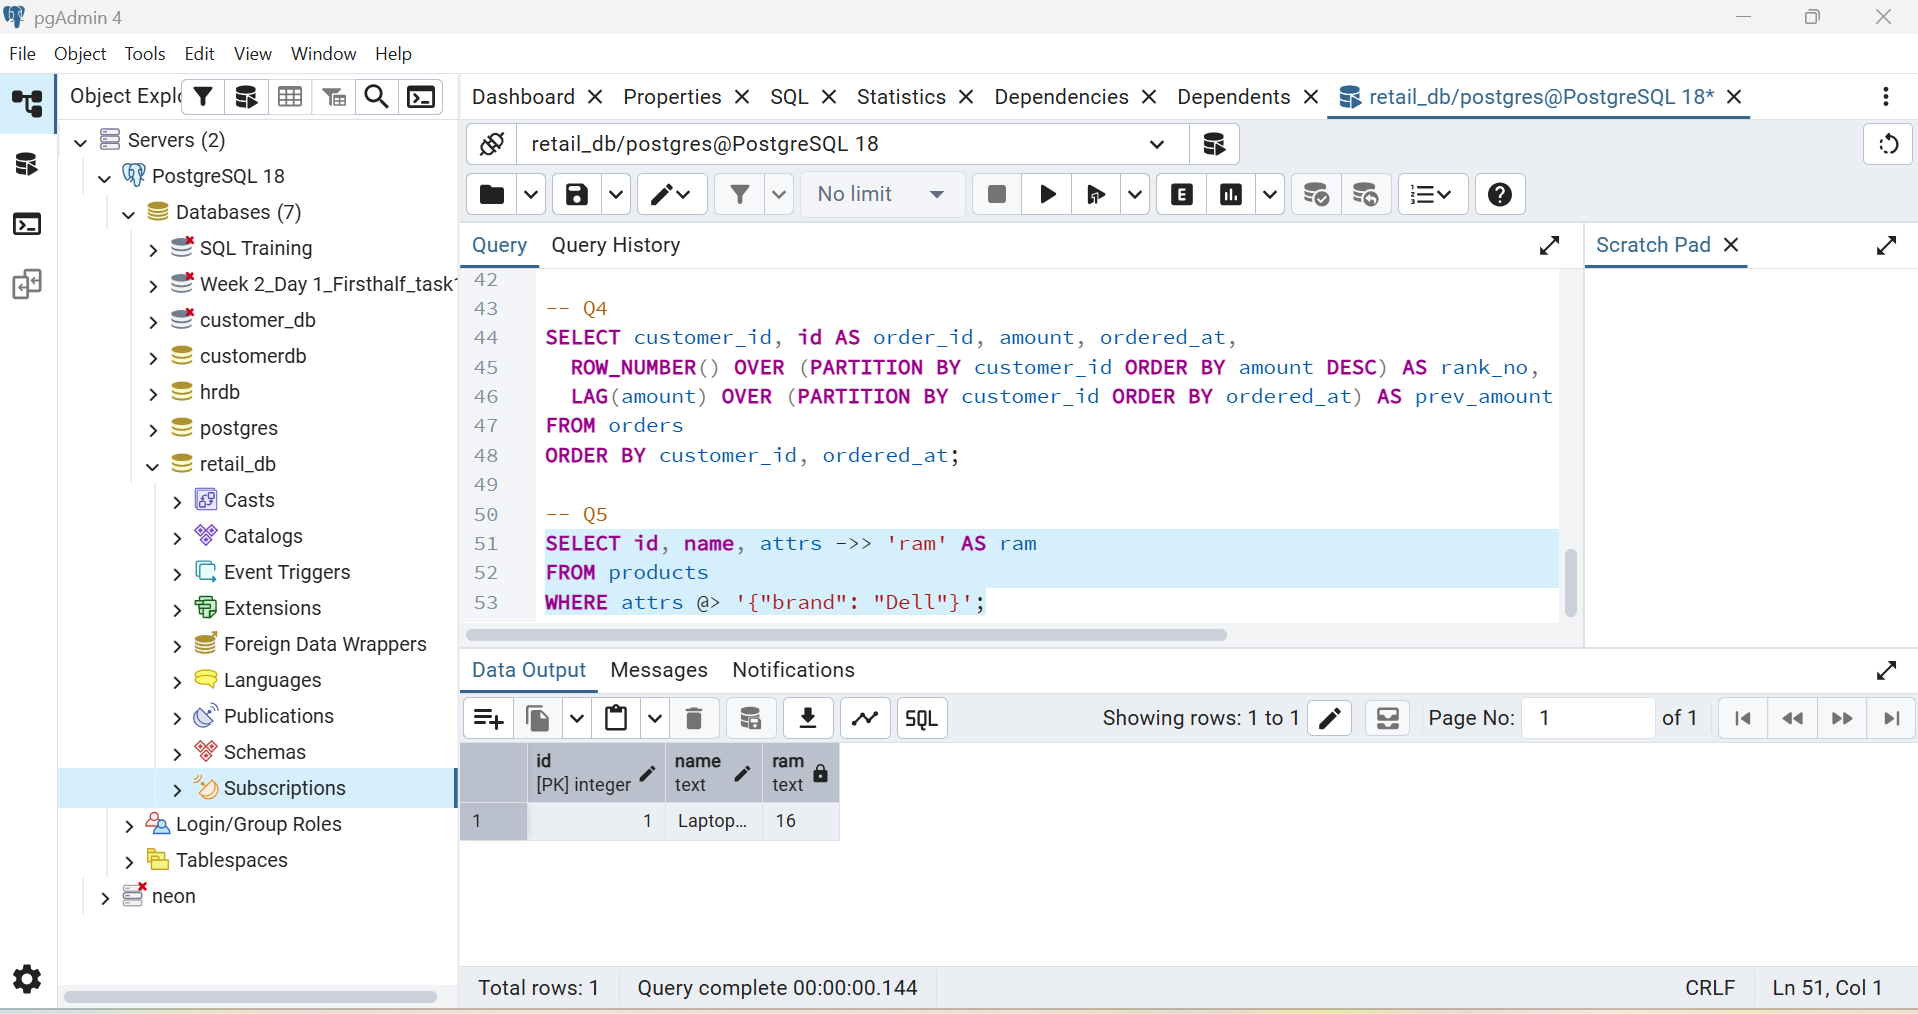 pgAdmin 4
File Object Tools Edit View Window Help
Object Explo
Dashboard Properties SQL Statistics Dependencies Dependents retail_db/postgres@PostgreSQL 18*
Servers (2)
PostgreSQL 18
Databases (7)
SQL Training
Week 2_Day 1_Firsthalf_task
customer_db
customerdb
hrdb
postgres
retail_db
Casts
Catalogs
Event Triggers
Extensions
Foreign Data Wrappers
Languages
Publications
Schemas
Subscriptions
Login/Group Roles
Tablespaces
neon
retail_db/postgres@PostgreSQL 18
No limit
E
Query Query History
Scratch Pad
42
43 -- Q4
44 SELECT customer_id, id AS order_id, amount, ordered_at,
45 ROW_NUMBER() OVER (PARTITION BY customer_id ORDER BY amount DESC) AS rank_no,
46 LAG(amount) OVER (PARTITION BY customer_id ORDER BY ordered_at) AS prev_amount
47 FROM orders
48 ORDER BY customer_id, ordered_at;
49
50 -- Q5
51 SELECT id, name, attrs ->> 'ram' AS ram
52 FROM products
53 WHERE attrs @> '{"brand": "Dell"}';
Data Output Messages Notifications
SQL Showing rows: 1 to 1 Page No: 1 of 1
id name ram
[PK] integer text text
1 1 Laptop... 16
Total rows: 1 Query complete 00:00:00.144 CRLF Ln 51, Col 1